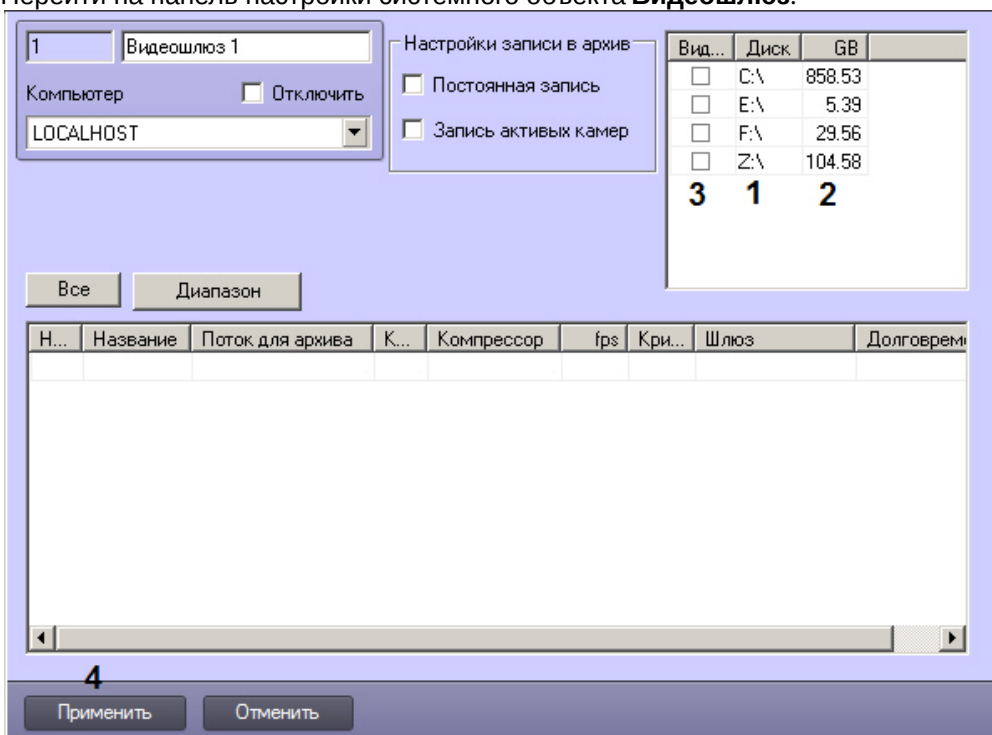 Перейти на панель настройки системного объекта Видеошлюз.
1
Видеошлюз 1
Компьютер
Отключить
LOCALHOST
Настройки записи в архив
Постоянная запись
Запись активых камер
Вид... Диск GB
C:\ 858.53
E:\ 5.39
F:\ 29.56
Z:\ 104.58
3 1 2
Все Диапазон
Н... Название Поток для архива К... Компрессор fps Кри... Шлюз Долговрем
4
Применить Отменить